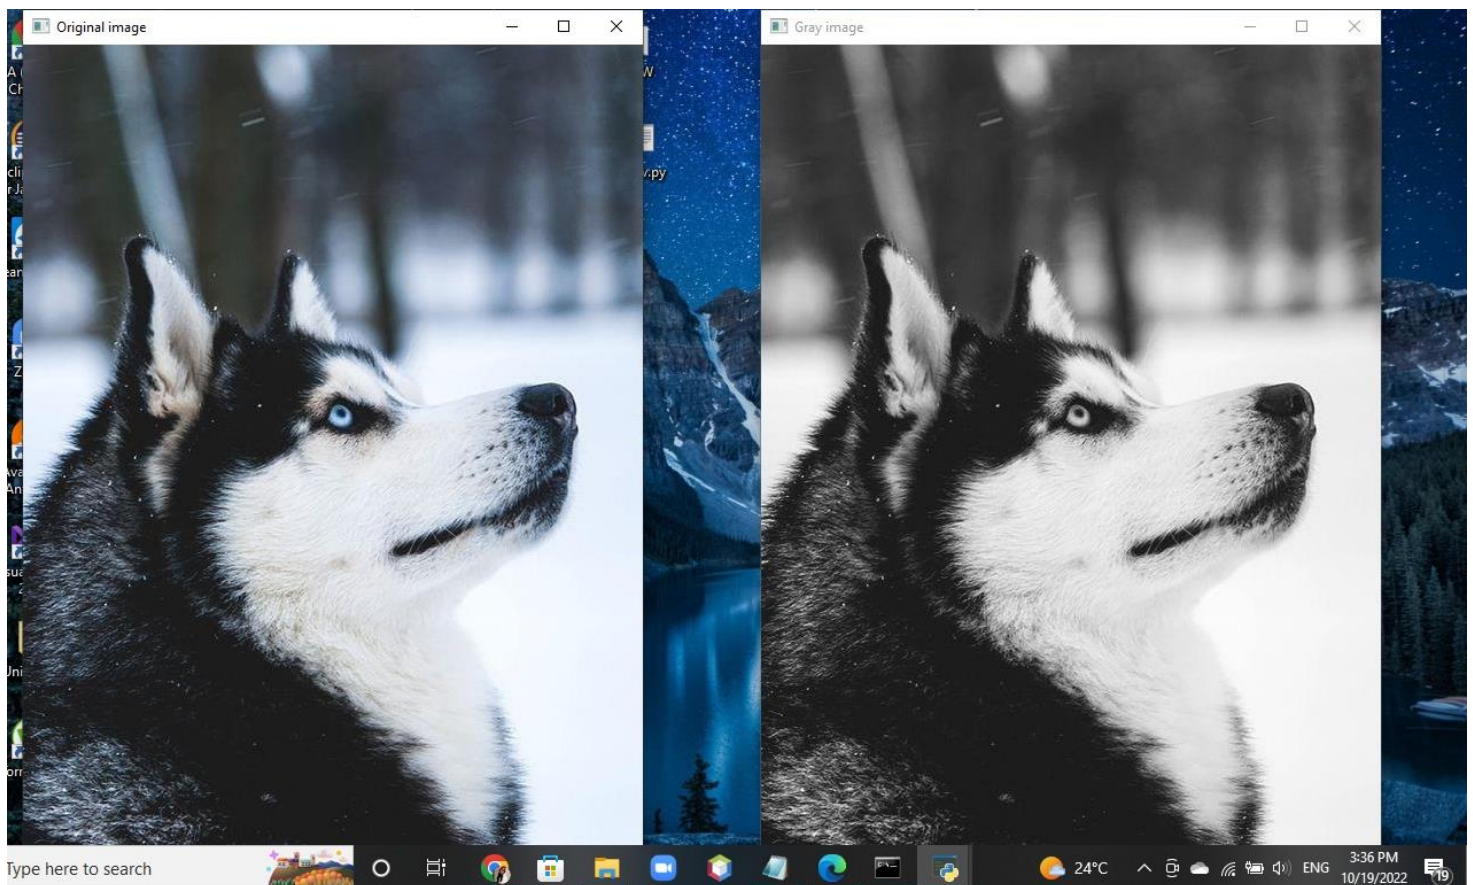 Original image
Gray image
W
v.py
Type here to search
24°C
ENG
3:36 PM
10/19/2022
19